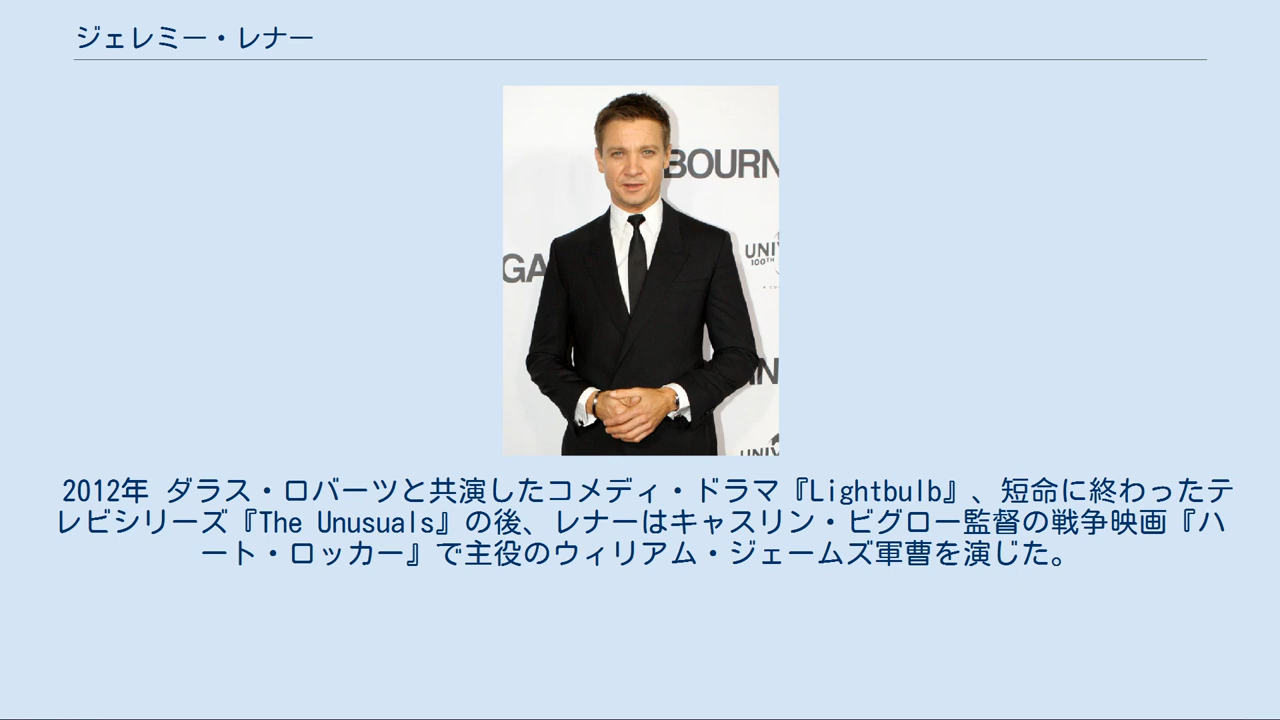 ジェレミー・レナー
BOURN
GA
UNIV
100TH
RN
UNIV
2012年 ダラス・ロバーツと共演したコメディ・ドラマ『Lightbulb』、短命に終わったテ
レビシリーズ『The Unusuals』の後、レナーはキャスリン・ビグロー監督の戦争映画『ハ
ート・ロッカー』で主役のウィリアム・ジェームズ軍曹を演じた。